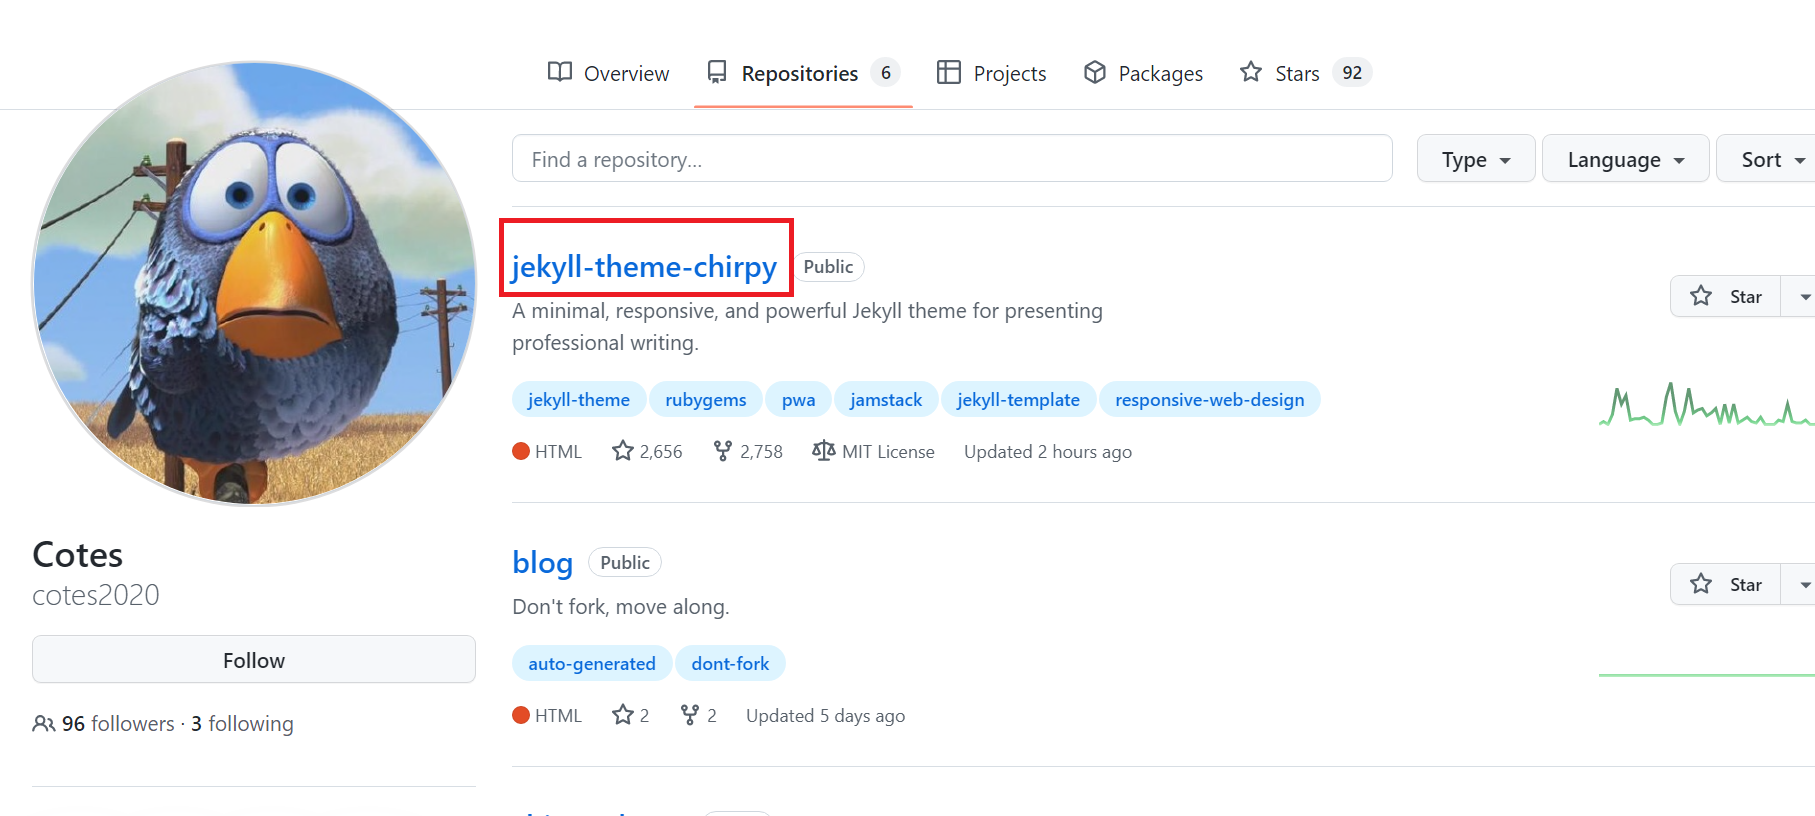 Overview Repositories 6 Projects Packages Stars 92
Find a repository...
Type Language Sort
jekyll-theme-chirpy Public
Star
A minimal, responsive, and powerful Jekyll theme for presenting
professional writing.
jekyll-theme rubygems pwa jamstack jekyll-template responsive-web-design
HTML 2,656 2,758 MIT License Updated 2 hours ago
blog Public
Star
Don't fork, move along.
auto-generated dont-fork
HTML 2 2 Updated 5 days ago
Cotes
cotes2020
Follow
96 followers · 3 following